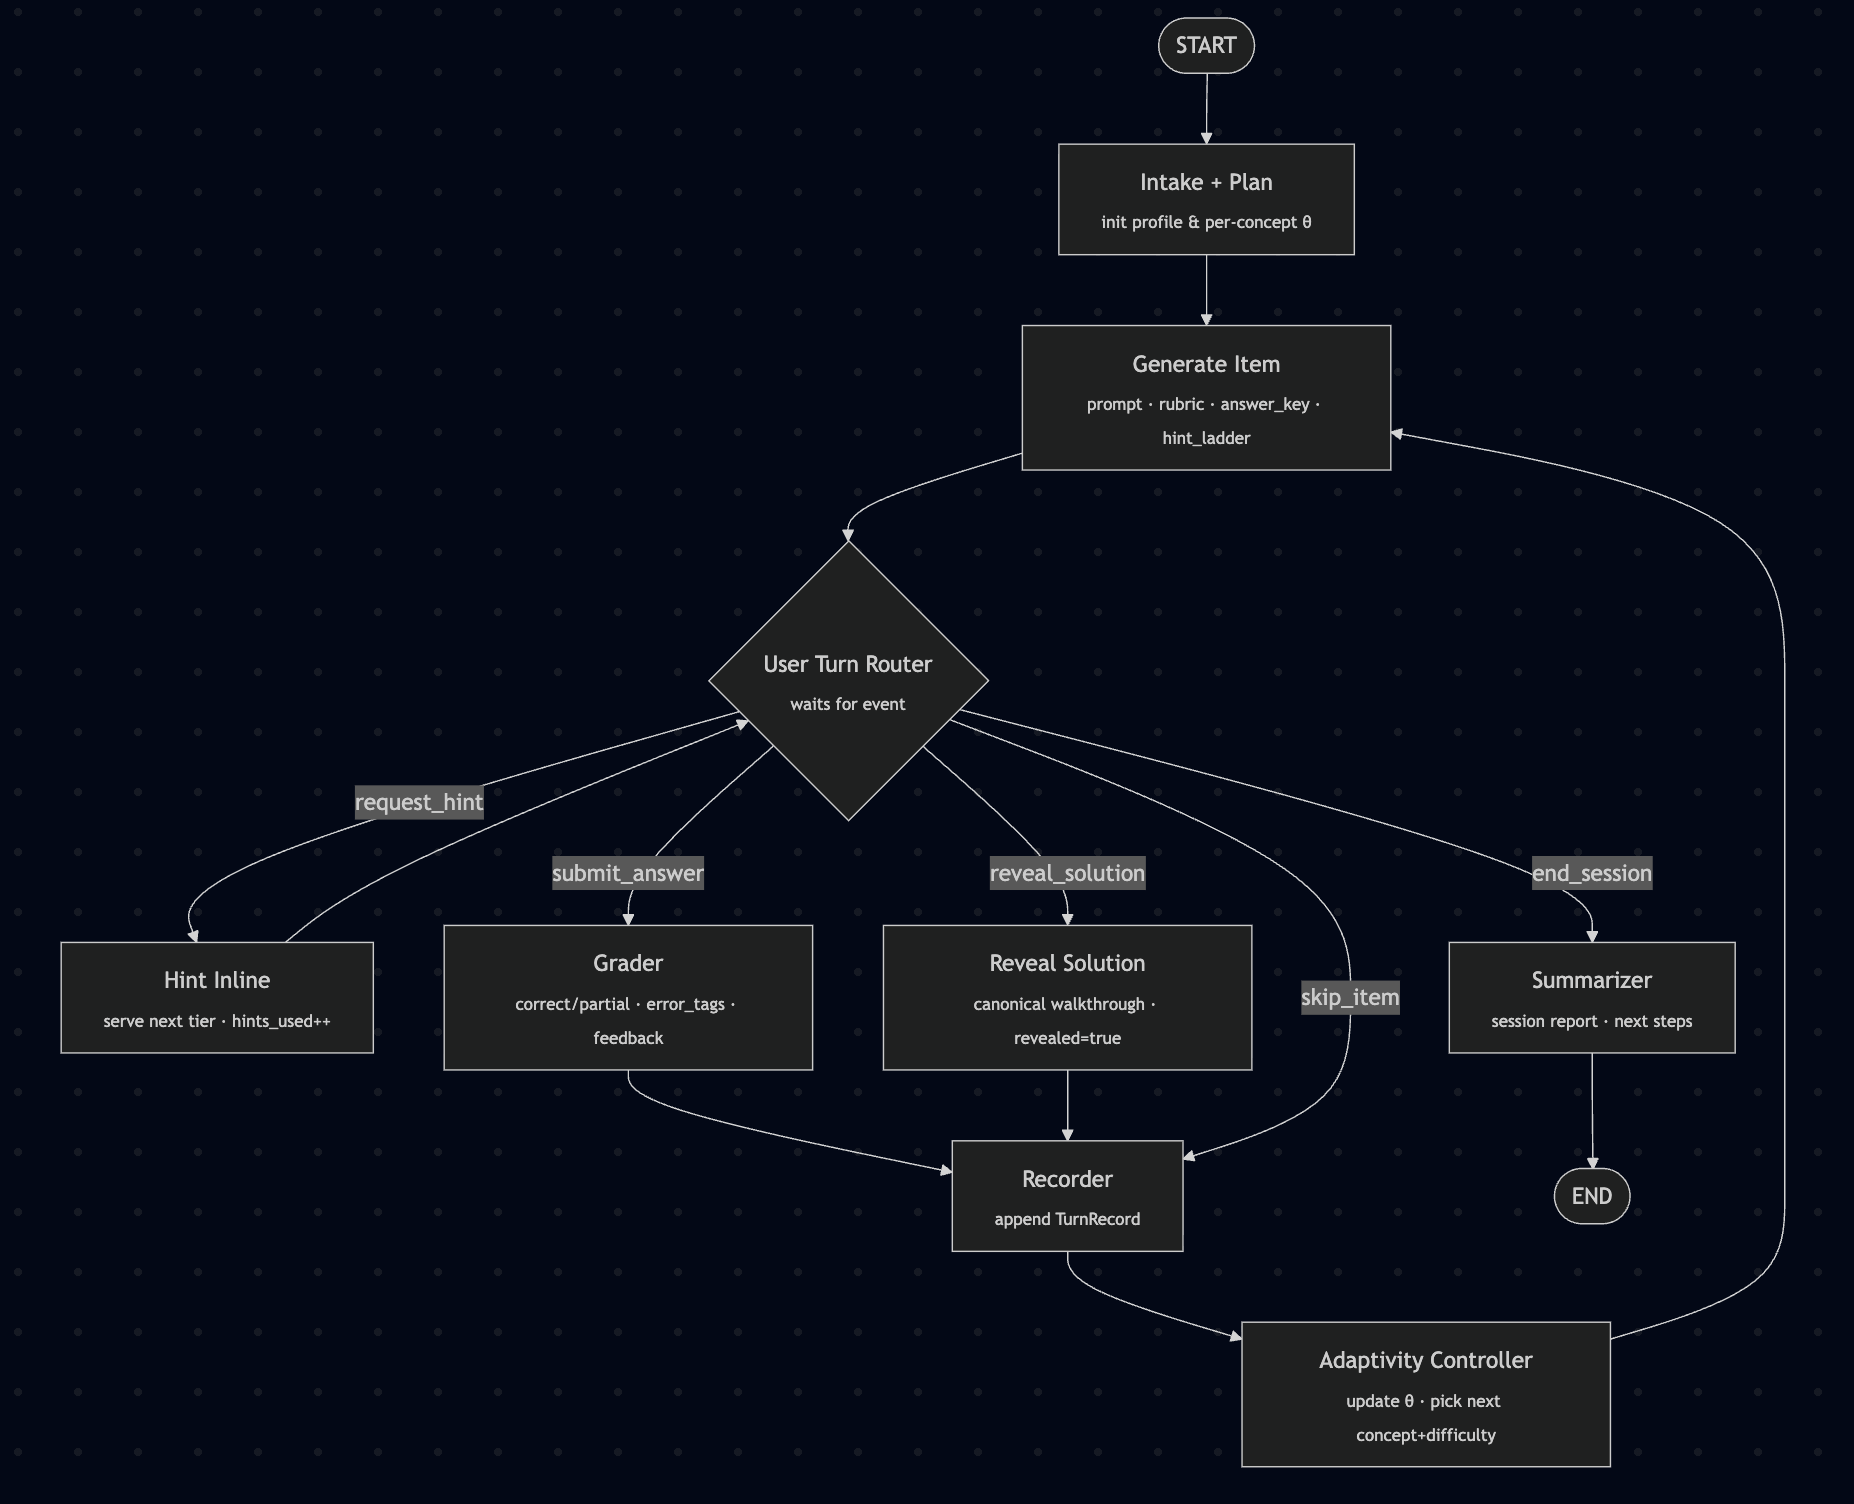 START
Intake + Plan
init profile & per-concept θ
Generate Item
prompt · rubric · answer_key ·
hint_ladder
User Turn Router
waits for event
request_hint
submit_answer
reveal_solution
end_session
skip_item
Hint Inline
serve next tier · hints_used++
Grader
correct/partial · error_tags ·
feedback
Reveal Solution
canonical walkthrough ·
revealed=true
Summarizer
session report · next steps
Recorder
append TurnRecord
END
Adaptivity Controller
update θ · pick next
concept+difficulty